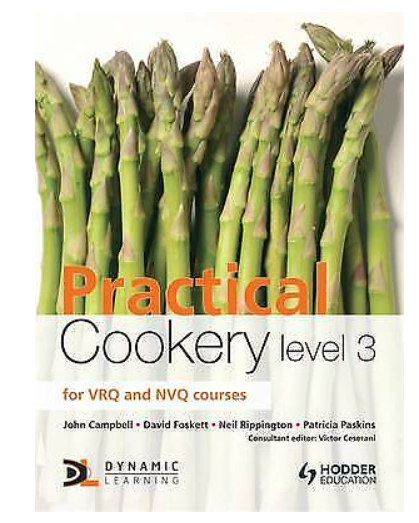 Practical
Cookery level 3
for VRQ and NVQ courses
John Campbell • David Foskett • Neil Rippington • Patricia Paskins
Consultant editor: Victor Ceserani
DL DYNAMIC
LEARNING
HODDER
EDUCATION